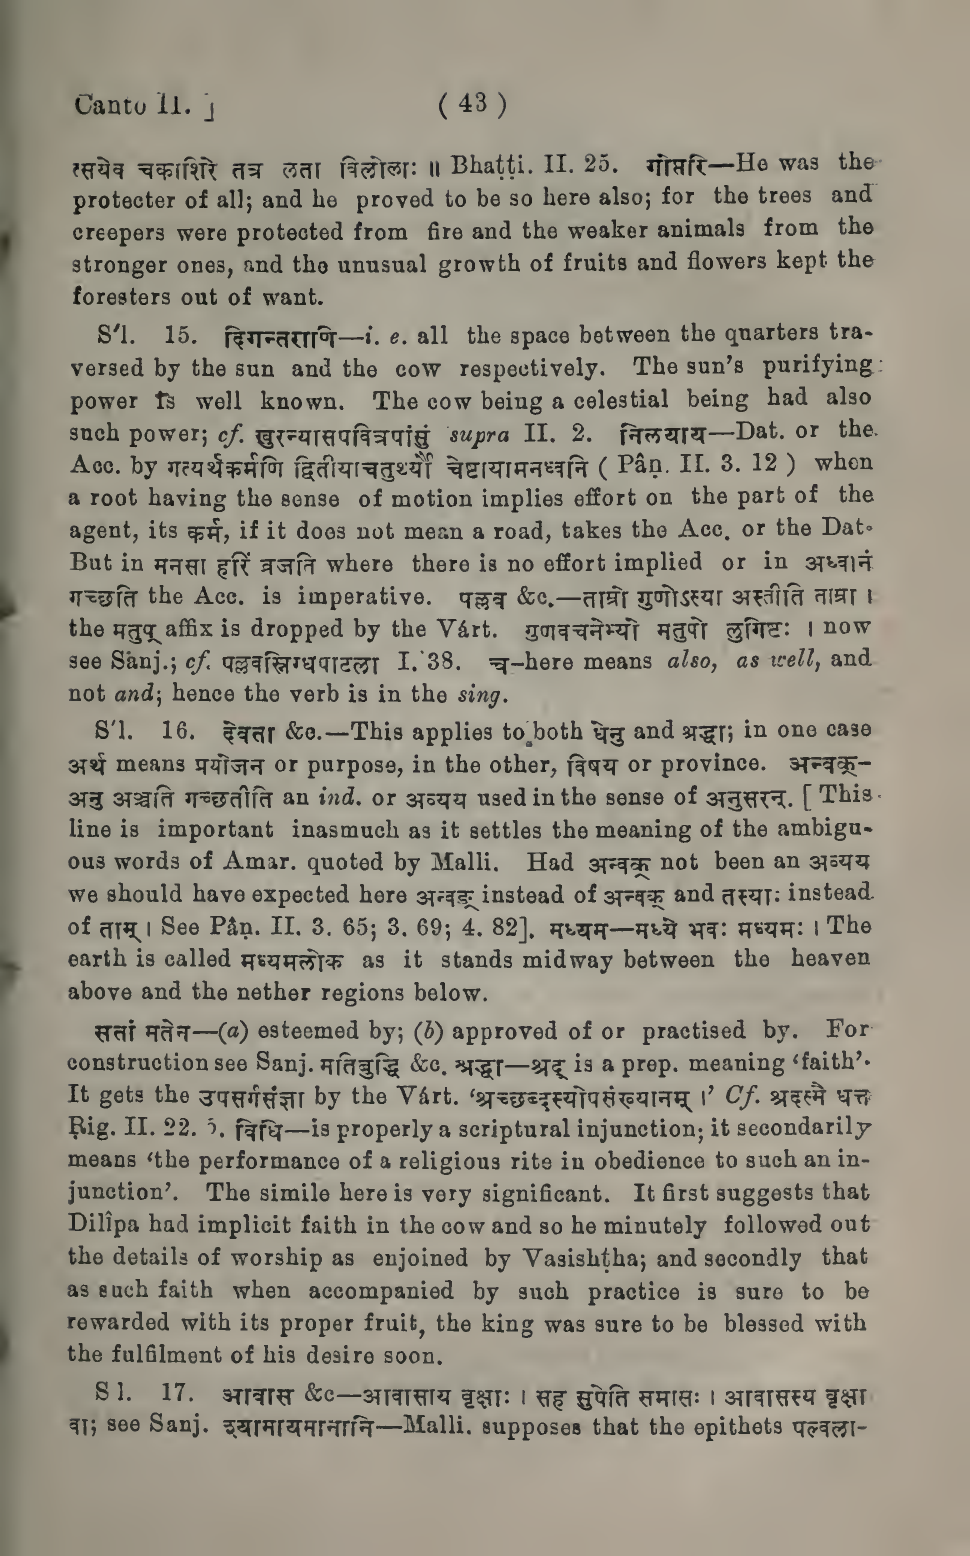 Canto II. ]
( 43 )
त्सयेव चकाशिरे तत्र लता विलोलाः ॥ Bhaṭṭi. II. 25. गोप्तरि—He was the
protecter of all; and he proved to be so here also; for the trees and
creepers were protected from fire and the weaker animals from the
stronger ones, and the unusual growth of fruits and flowers kept the
foresters out of want.
S'l. 15. दिगन्तराणि—i. e. all the space between the quarters tra-
versed by the sun and the cow respectively. The sun's purifying
power is well known. The cow being a celestial being had also
such power; cf. खुरन्यासपवित्रपांसुं supra II. 2. निलयाय—Dat. or the
Acc. by गत्यर्थकर्मणि द्वितीयाचतुर्थ्यौ चेष्टायामनध्वनि ( Pâṇ. II. 3. 12 ) when
a root having the sense of motion implies effort on the part of the
agent, its कर्म, if it does not mean a road, takes the Acc. or the Dat.
But in मनसा हरिं व्रजति where there is no effort implied or in अध्वानं
गच्छति the Acc. is imperative. पल्लव &c.—ताम्रो गुणोऽस्या अस्तीति ताम्रा ।
the मतुप् affix is dropped by the Várt. गुणवचनेभ्यो मतुपो लुगिष्टः । now
see Sanj.; cf. पल्लवस्निग्धपाटला I. 38. च–here means also, as well, and
not and; hence the verb is in the sing.
S'l. 16. देवता &c.—This applies to both धेनु and श्रद्धा; in one case
अर्थ means प्रयोजन or purpose, in the other, विषय or province. अन्वक्–
अनु अञ्चति गच्छतीति an ind. or अव्यय used in the sense of अनुसरन्. [ This
line is important inasmuch as it settles the meaning of the ambigu-
ous words of Amar. quoted by Malli. Had अन्वक् not been an अव्यय
we should have expected here अन्वङ् instead of अन्वक् and तस्याः instead
of ताम् । See Pâṇ. II. 3. 65; 3. 69; 4. 82]. मध्यम—मध्ये भवः मध्यमः । The
earth is called मध्यमलोक as it stands midway between the heaven
above and the nether regions below.
सतां मतेन—(a) esteemed by; (b) approved of or practised by. For
construction see Sanj. मतिबुद्धि &c. श्रद्धा—श्रद् is a prep. meaning 'faith'.
It gets the उपसर्गसंज्ञा by the Várt. 'श्रच्छब्दस्योपसंख्यानम् ।' Cf. श्रदस्मै धत्त
Ṛig. II. 22. 5. विधि—is properly a scriptural injunction; it secondarily
means 'the performance of a religious rite in obedience to such an in-
junction'. The simile here is very significant. It first suggests that
Dilîpa had implicit faith in the cow and so he minutely followed out
the details of worship as enjoined by Vasishṭha; and secondly that
as such faith when accompanied by such practice is sure to be
rewarded with its proper fruit, the king was sure to be blessed with
the fulfilment of his desire soon.
S l. 17. आवास &c—आवासाय वृक्षाः । सह सुपेति समासः । आवासस्य वृक्षा
वा; see Sanj. श्यामायमानानि—Malli. supposes that the epithets पल्वला-